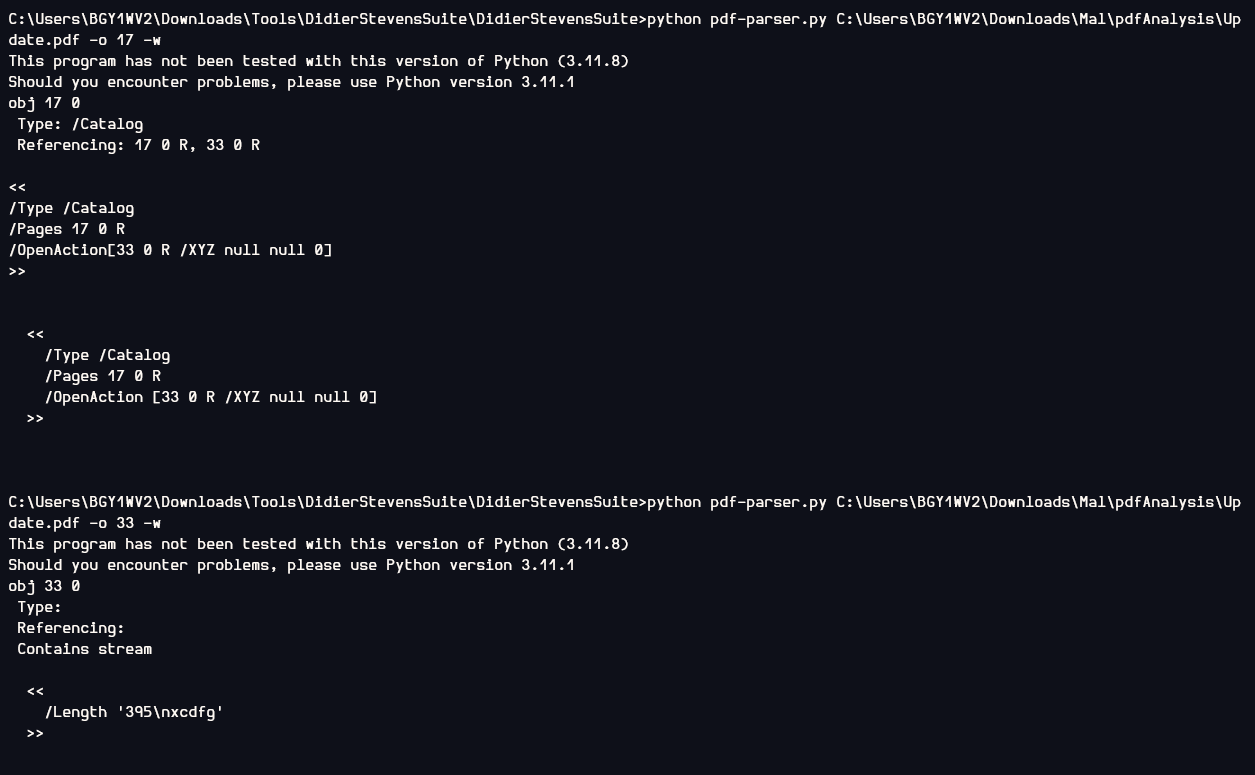 C:\Users\BGY1WV2\Downloads\Tools\DidierStevensSuite\DidierStevensSuite>python pdf-parser.py C:\Users\BGY1WV2\Downloads\Mal\pdfAnalysis\Up
date.pdf -o 17 -w
This program has not been tested with this version of Python (3.11.8)
Should you encounter problems, please use Python version 3.11.1
obj 17 0
 Type: /Catalog
 Referencing: 17 0 R, 33 0 R
<<
/Type /Catalog
/Pages 17 0 R
/OpenAction[33 0 R /XYZ null null 0]
>>
  <<
    /Type /Catalog
    /Pages 17 0 R
    /OpenAction [33 0 R /XYZ null null 0]
  >>
C:\Users\BGY1WV2\Downloads\Tools\DidierStevensSuite\DidierStevensSuite>python pdf-parser.py C:\Users\BGY1WV2\Downloads\Mal\pdfAnalysis\Up
date.pdf -o 33 -w
This program has not been tested with this version of Python (3.11.8)
Should you encounter problems, please use Python version 3.11.1
obj 33 0
 Type:
 Referencing:
 Contains stream
  <<
    /Length '395\nxcdfg'
  >>